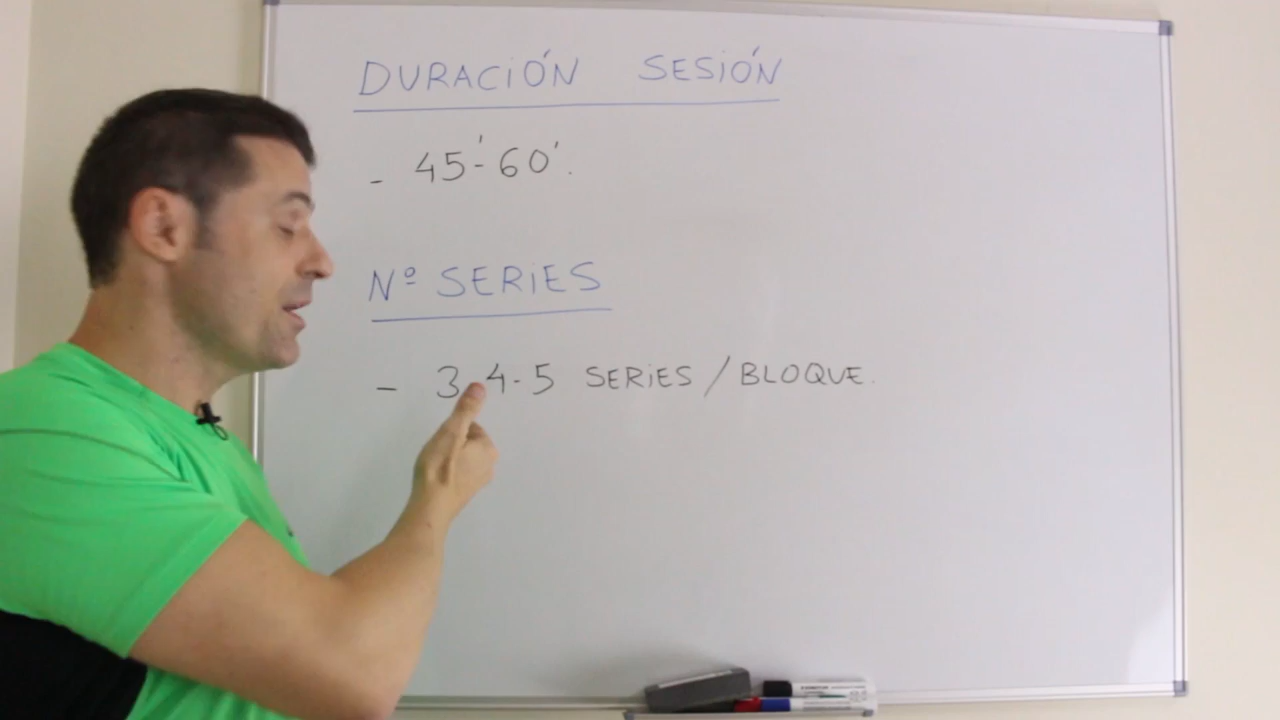 DURACIÓN SESIÓN
- 45'-60'.
Nº SERIES
- 3 4-5 SERIES / BLOQUE.